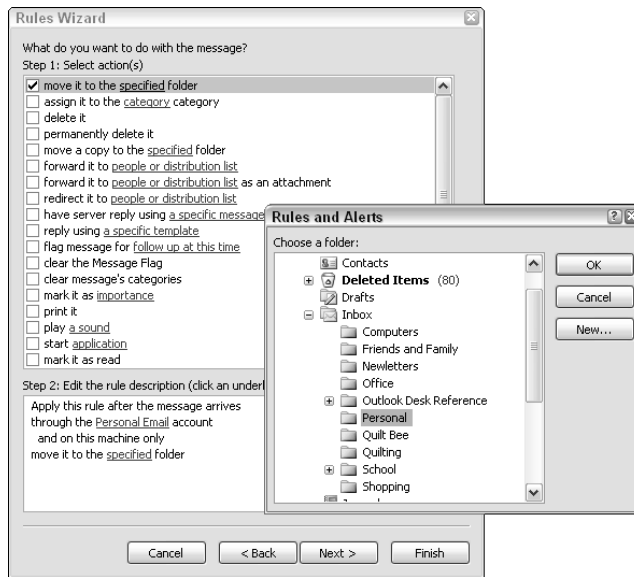 Rules Wizard
What do you want to do with the message?
Step 1: Select action(s)
move it to the specified folder
assign it to the category category
delete it
permanently delete it
move a copy to the specified folder
forward it to people or distribution list
forward it to people or distribution list as an attachment
redirect it to people or distribution list
have server reply using a specific message
reply using a specific template
flag message for follow up at this time
clear the Message Flag
clear message's categories
mark it as importance
print it
play a sound
start application
mark it as read
Step 2: Edit the rule description (click an
Apply this rule after the message arrives
through the Personal Email account
and on this machine only
move it to the specified folder
Cancel
< Back
Next >
Finish
Rules and Alerts
Choose a folder:
Contacts
Deleted Items (80)
Drafts
Inbox
Computers
Friends and Family
Newletters
Office
Outlook Desk Reference
Personal
Quilt Bee
Quilting
School
Shopping
OK
Cancel
New...